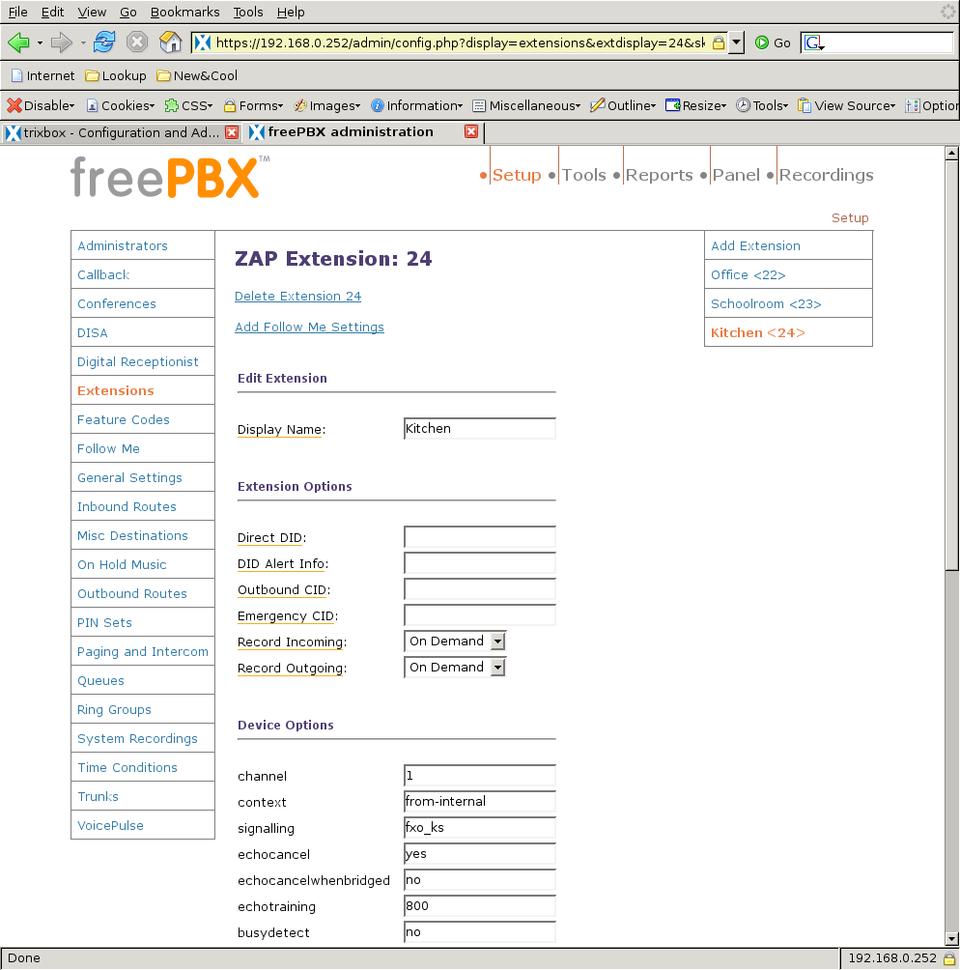 File Edit View Go Bookmarks Tools Help
https://192.168.0.252/admin/config.php?display=extensions&extdisplay=24&sk Go G
Internet Lookup New&Cool
Disable Cookies CSS Forms Images Information Miscellaneous Outline Resize Tools View Source Option
trixbox - Configuration and Ad... freePBX administration
freePBX™
Setup Tools Reports Panel Recordings
Setup
Administrators
Callback
Conferences
DISA
Digital Receptionist
Extensions
Feature Codes
Follow Me
General Settings
Inbound Routes
Misc Destinations
On Hold Music
Outbound Routes
PIN Sets
Paging and Intercom
Queues
Ring Groups
System Recordings
Time Conditions
Trunks
VoicePulse
ZAP Extension: 24
Delete Extension 24
Add Follow Me Settings
Edit Extension
Display Name: Kitchen
Extension Options
Direct DID:
DID Alert Info:
Outbound CID:
Emergency CID:
Record Incoming: On Demand
Record Outgoing: On Demand
Device Options
channel 1
context from-internal
signalling fxo_ks
echocancel yes
echocancelwhenbridged no
echotraining 800
busydetect no
Add Extension
Office <22>
Schoolroom <23>
Kitchen <24>
Done 192.168.0.252